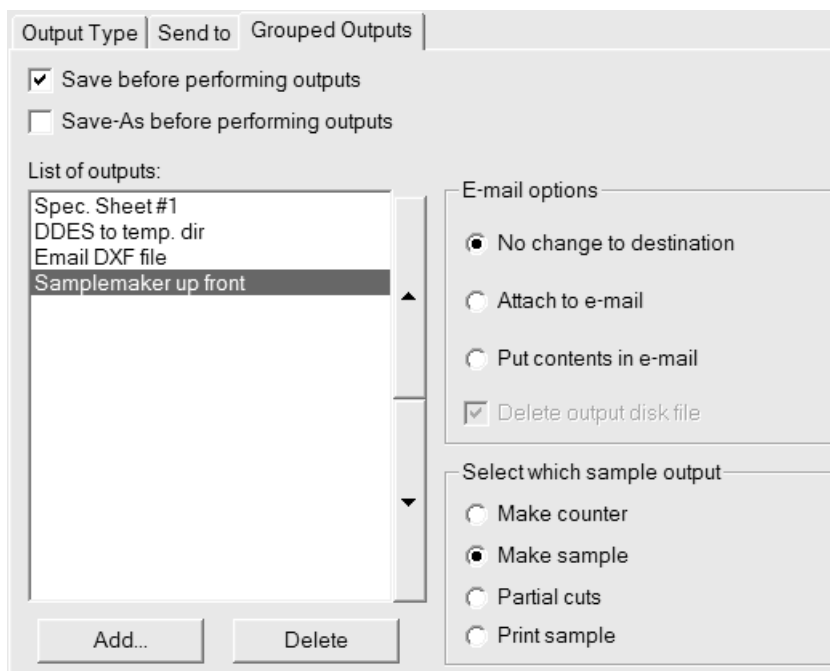 Output Type
Send to
Grouped Outputs
Save before performing outputs
Save-As before performing outputs
List of outputs:
Spec. Sheet #1
DDES to temp. dir
Email DXF file
Samplemaker up front
Add...
Delete
E-mail options
No change to destination
Attach to e-mail
Put contents in e-mail
Delete output disk file
Select which sample output
Make counter
Make sample
Partial cuts
Print sample